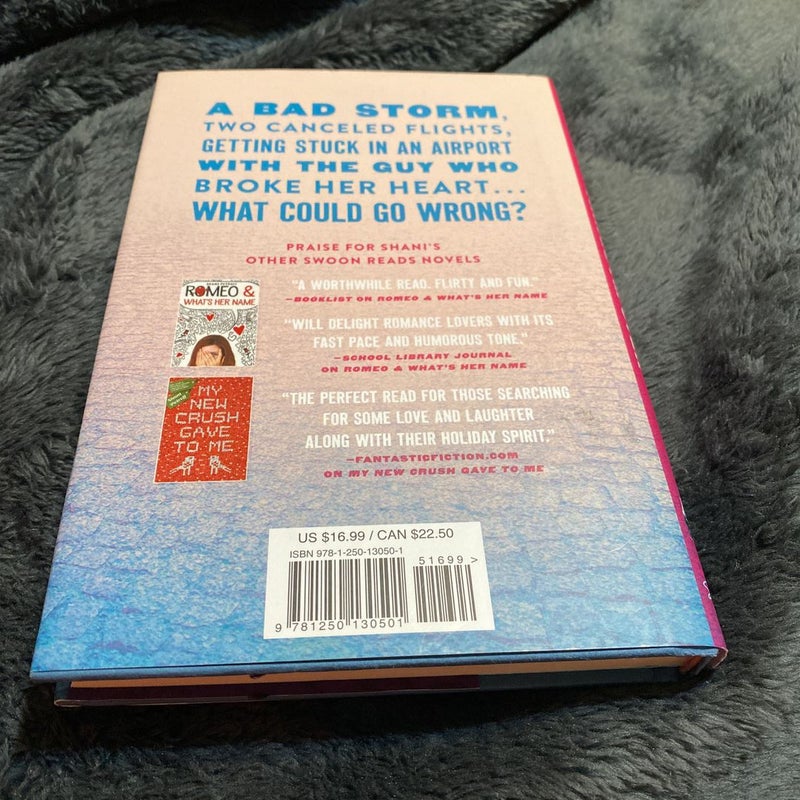 A BAD STORM,
TWO CANCELED FLIGHTS,
GETTING STUCK IN AN AIRPORT
WITH THE GUY WHO
BROKE HER HEART...
WHAT COULD GO WRONG?
PRAISE FOR SHANI'S
OTHER SWOON READS NOVELS
ROMEO &
WHAT'S HER NAME
"A WORTHWHILE READ. FLIRTY AND FUN."
—BOOKLIST ON ROMEO & WHAT'S HER NAME
"WILL DELIGHT ROMANCE LOVERS WITH ITS
FAST PACE AND HUMOROUS TONE."
—SCHOOL LIBRARY JOURNAL
ON ROMEO & WHAT'S HER NAME
MY
NEW
CRUSH
GAVE
TO ME
"THE PERFECT READ FOR THOSE SEARCHING
FOR SOME LOVE AND LAUGHTER
ALONG WITH THEIR HOLIDAY SPIRIT."
—FANTASTICFICTION.COM
ON MY NEW CRUSH GAVE TO ME
US $16.99 / CAN $22.50
ISBN 978-1-250-13050-1
51699>
9 781250 130501